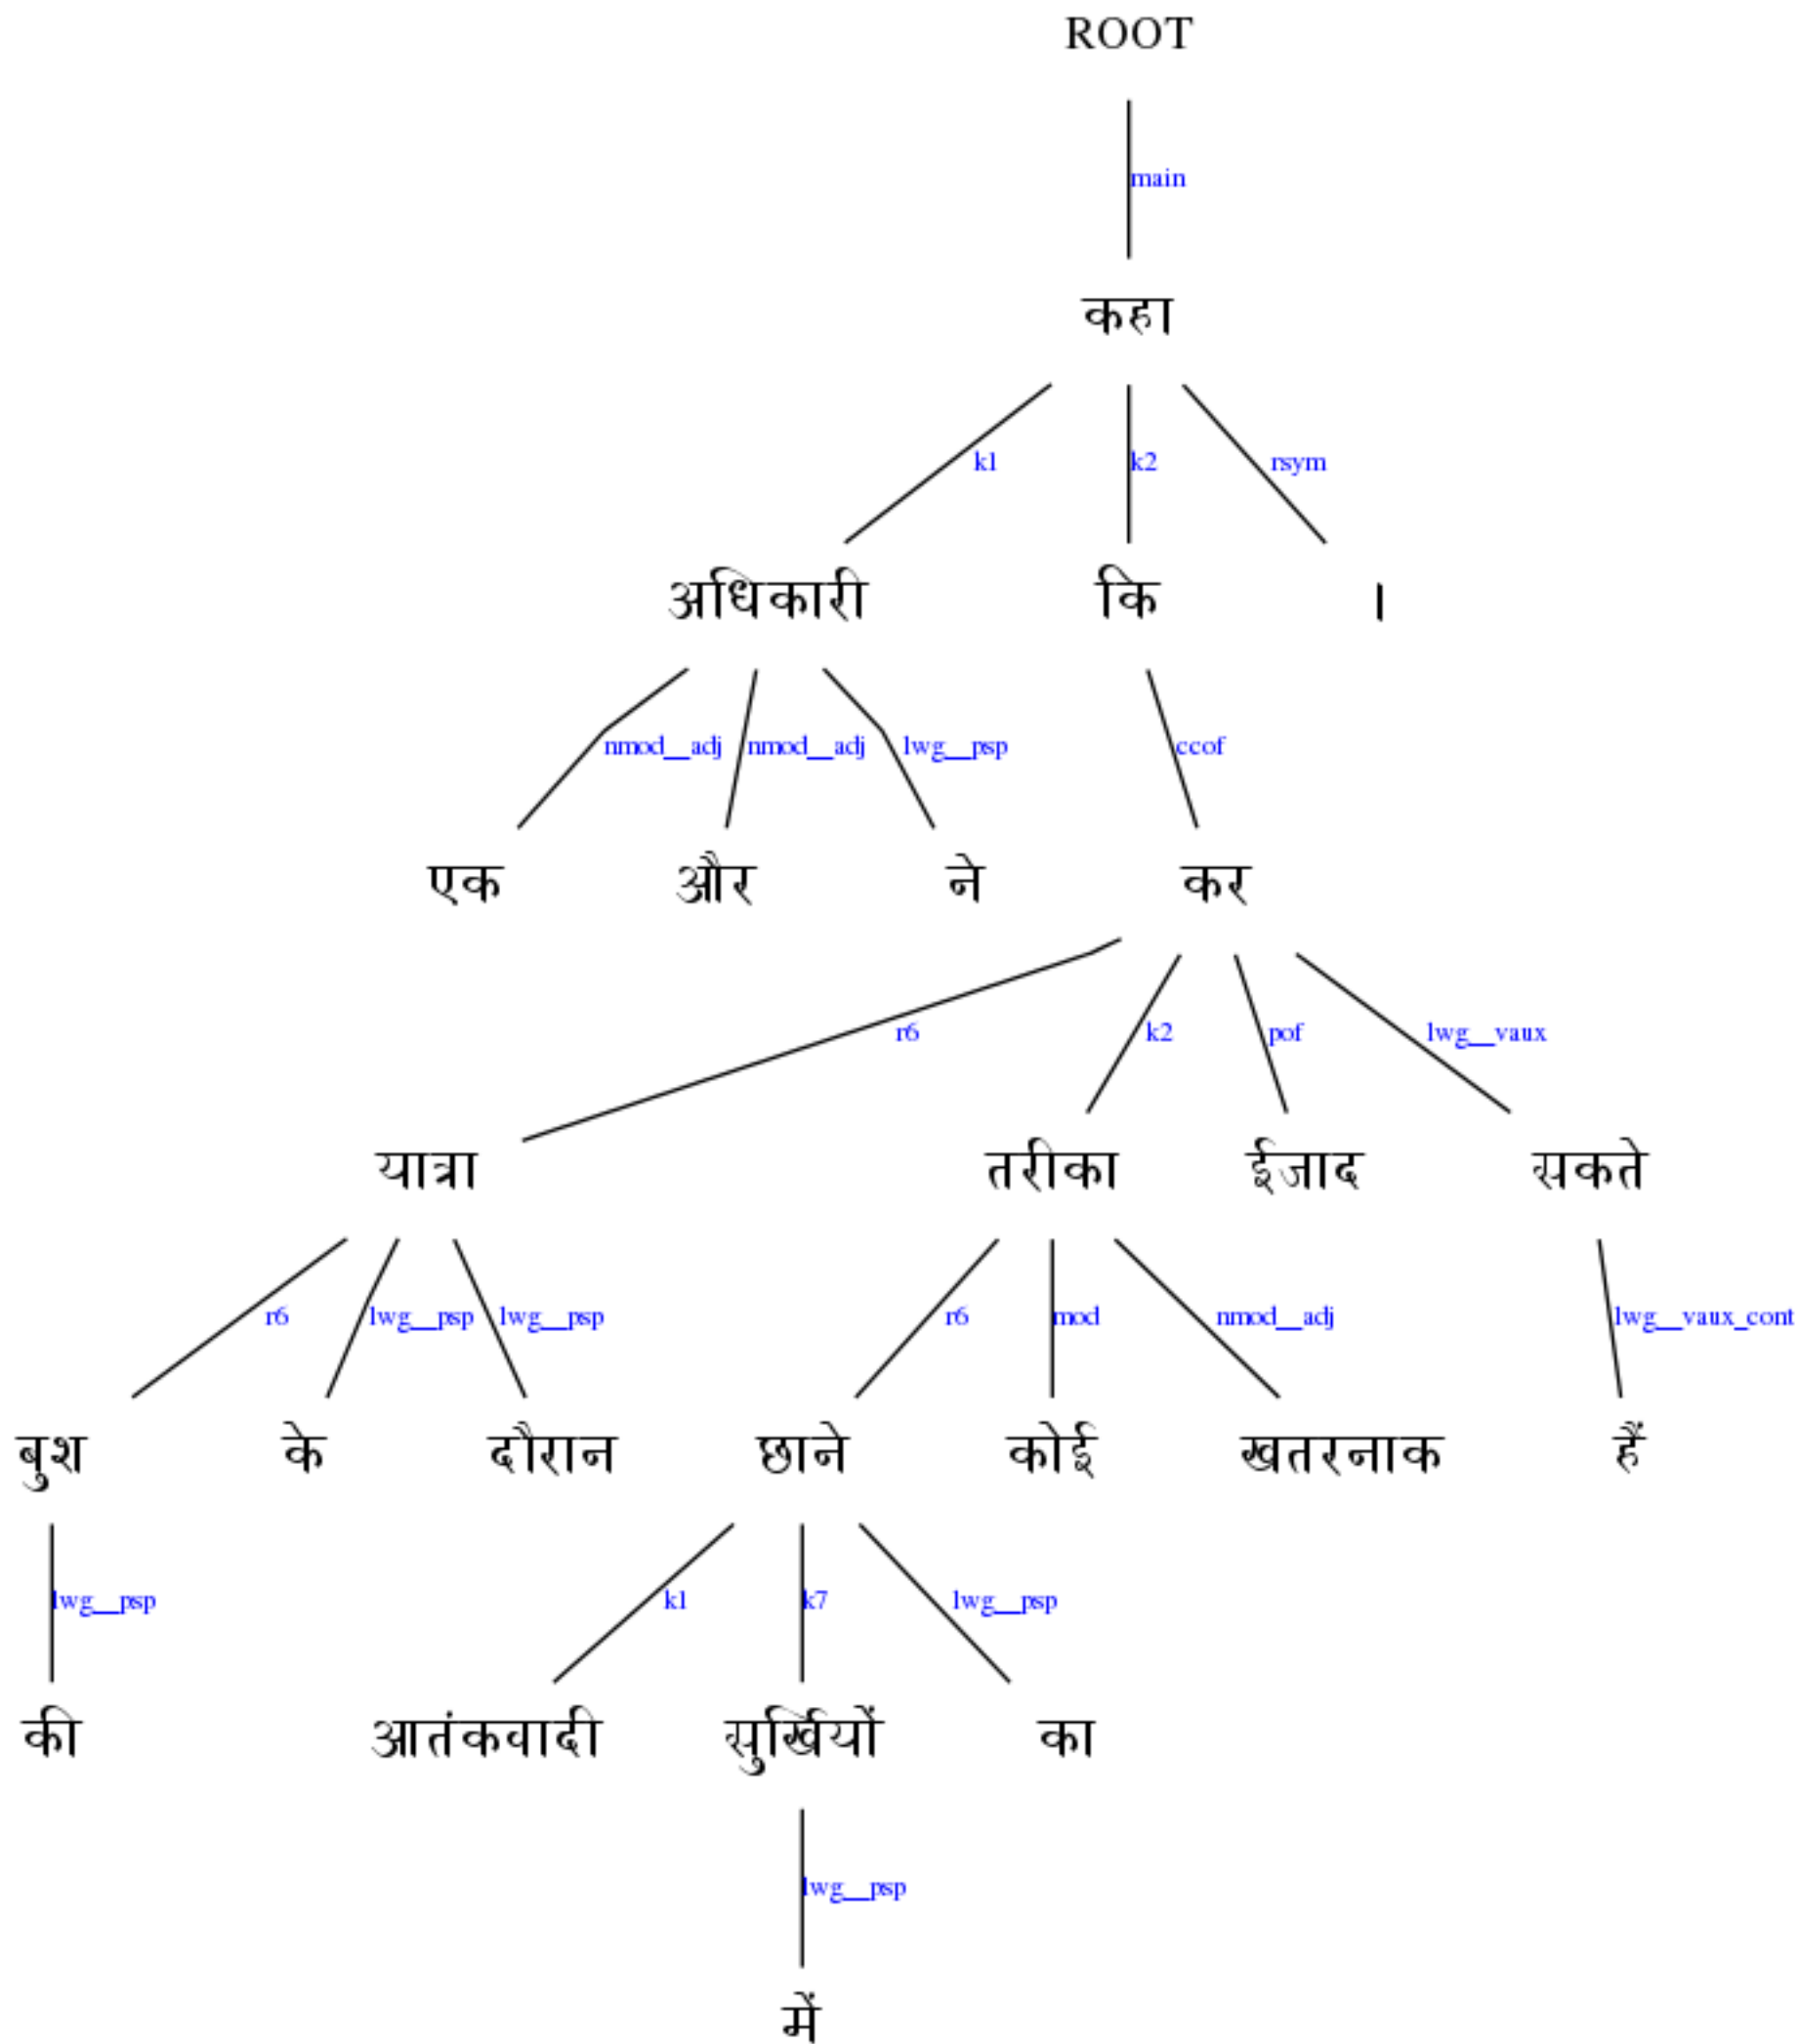 ROOT
main
कहा
k1 k2 rsym
अधिकारी कि ।
nmod__adj nmod__adj lwg__psp ccof
एक और ने कर
r6 k2 pof lwg__vaux
यात्रा तरीका ईजाद सकते
r6 lwg__psp lwg__psp r6 mod nmod__adj lwg__vaux_cont
बुश के दौरान छाने कोई खतरनाक हैं
lwg__psp k1 k7 lwg__psp
की आतंकवादी सुर्खियों का
lwg__psp
में